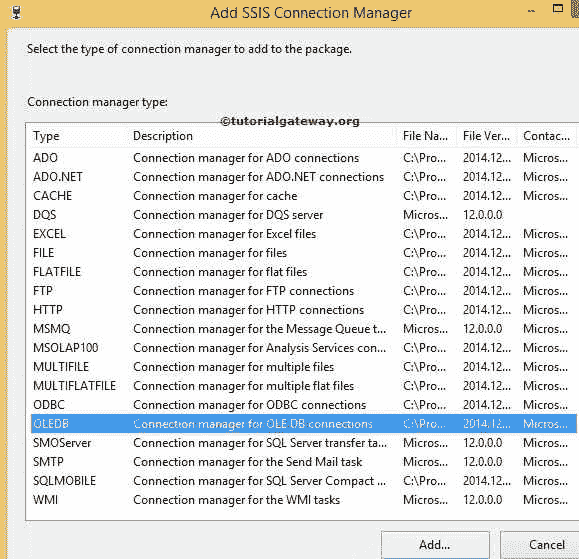 Add SSIS Connection Manager
Select the type of connection manager to add to the package.
Connection manager type:
©tutorialgateway.org
Type Description File Na... File Ver... Contac...
ADO Connection manager for ADO connections C:\Pro... 2014.12... Micros...
ADO.NET Connection manager for ADO.NET connections C:\Pro... 2014.12... Micros...
CACHE Connection manager for cache C:\Pro... 2014.12... Micros...
DQS Connection manager for DQS server Micros... 12.0.0.0
EXCEL Connection manager for Excel files C:\Pro... 2014.12... Micros...
FILE Connection manager for files C:\Pro... 2014.12... Micros...
FLATFILE Connection manager for flat files C:\Pro... 2014.12... Micros...
FTP Connection manager for FTP connections C:\Pro... 2014.12... Micros...
HTTP Connection manager for HTTP connections C:\Pro... 2014.12... Micros...
MSMQ Connection manager for the Message Queue t... Micros... 12.0.0.0 Micros...
MSOLAP100 Connection manager for Analysis Services con... C:\Pro... 2014.12... Micros...
MULTIFILE Connection manager for multiple files C:\Pro... 2014.12... Micros...
MULTIFLATFILE Connection manager for multiple flat files C:\Pro... 2014.12... Micros...
ODBC Connection manager for ODBC connections C:\Pro... 2014.12... Micros...
OLEDB Connection manager for OLE DB connections C:\Pro... 2014.12... Micros...
SMOServer Connection manager for SQL Server transfer ta... Micros... 12.0.0.0 Micros...
SMTP Connection manager for the Send Mail task Micros... 12.0.0.0 Micros...
SQLMOBILE Connection manager for SQL Server Compact ... C:\Pro... 2014.12... Micros...
WMI Connection manager for the WMI tasks Micros... 12.0.0.0 Micros...
Add... Cancel